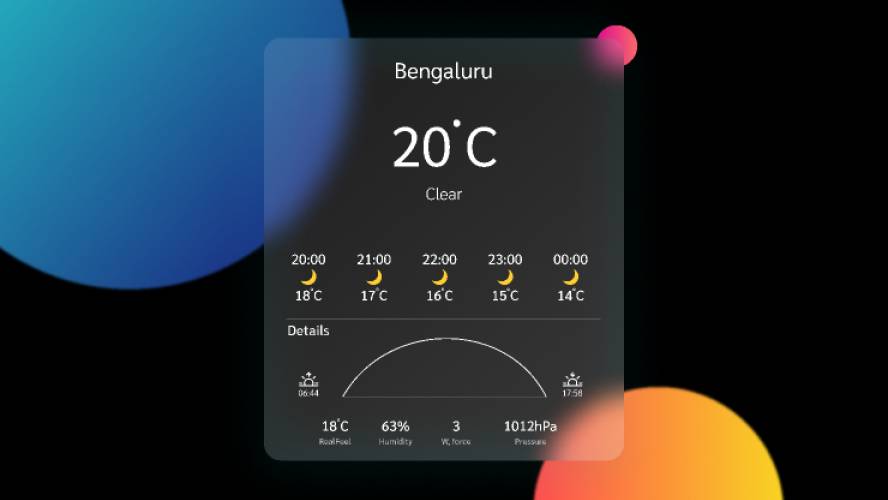 Bengaluru
20°C
Clear
20:00 21:00 22:00 23:00 00:00
18°C 17°C 16°C 15°C 14°C
Details
06:44 17:58
18°C 63% 3 1012hPa
RealFeel Humidity W, force Pressure